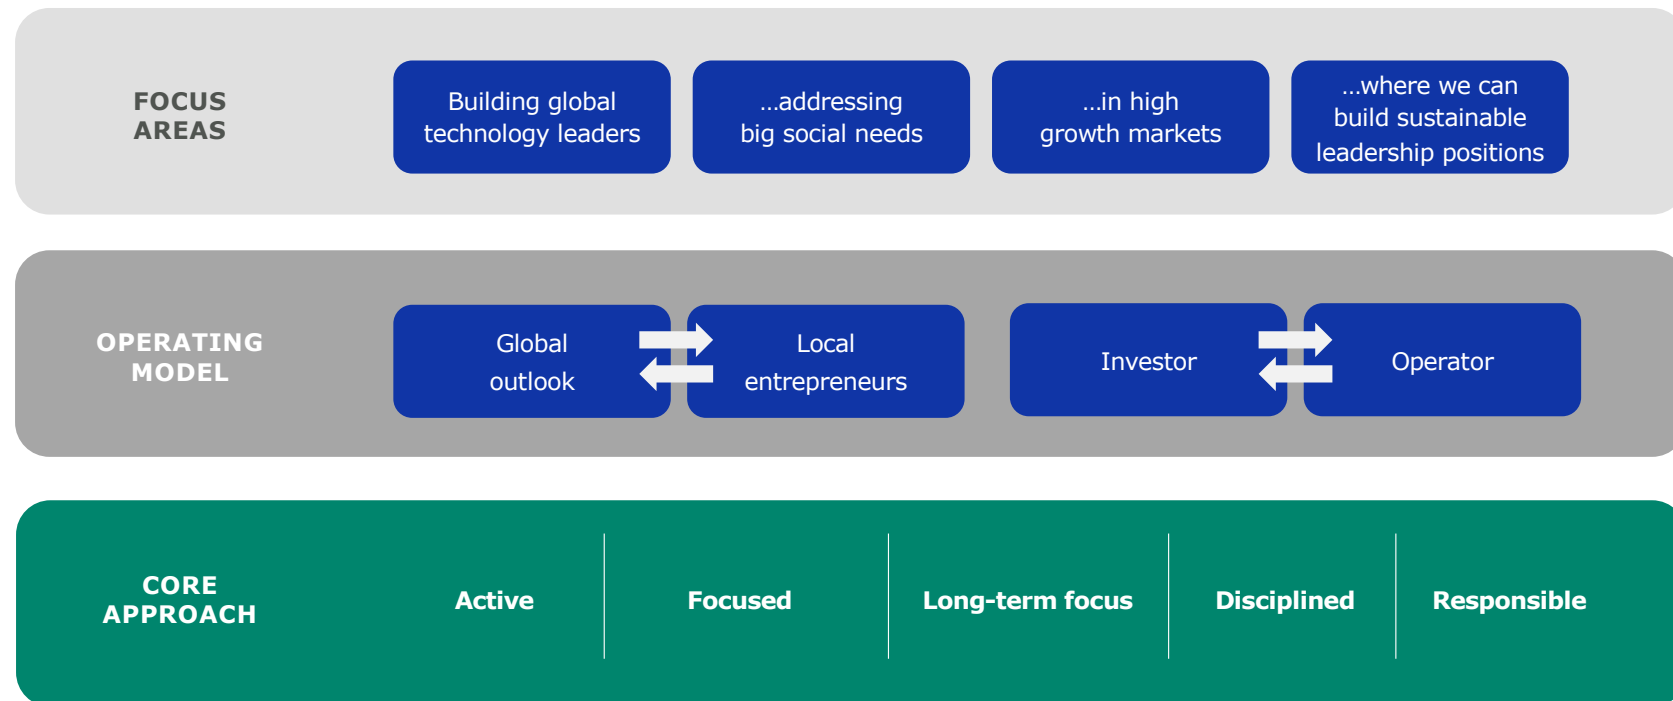 FOCUS
AREAS
Building global
technology leaders
...addressing
big social needs
...in high
growth markets
...where we can
build sustainable
leadership positions
OPERATING
MODEL
Global
outlook
Local
entrepreneurs
Investor
Operator
CORE
APPROACH
Active
Focused
Long-term focus
Disciplined
Responsible